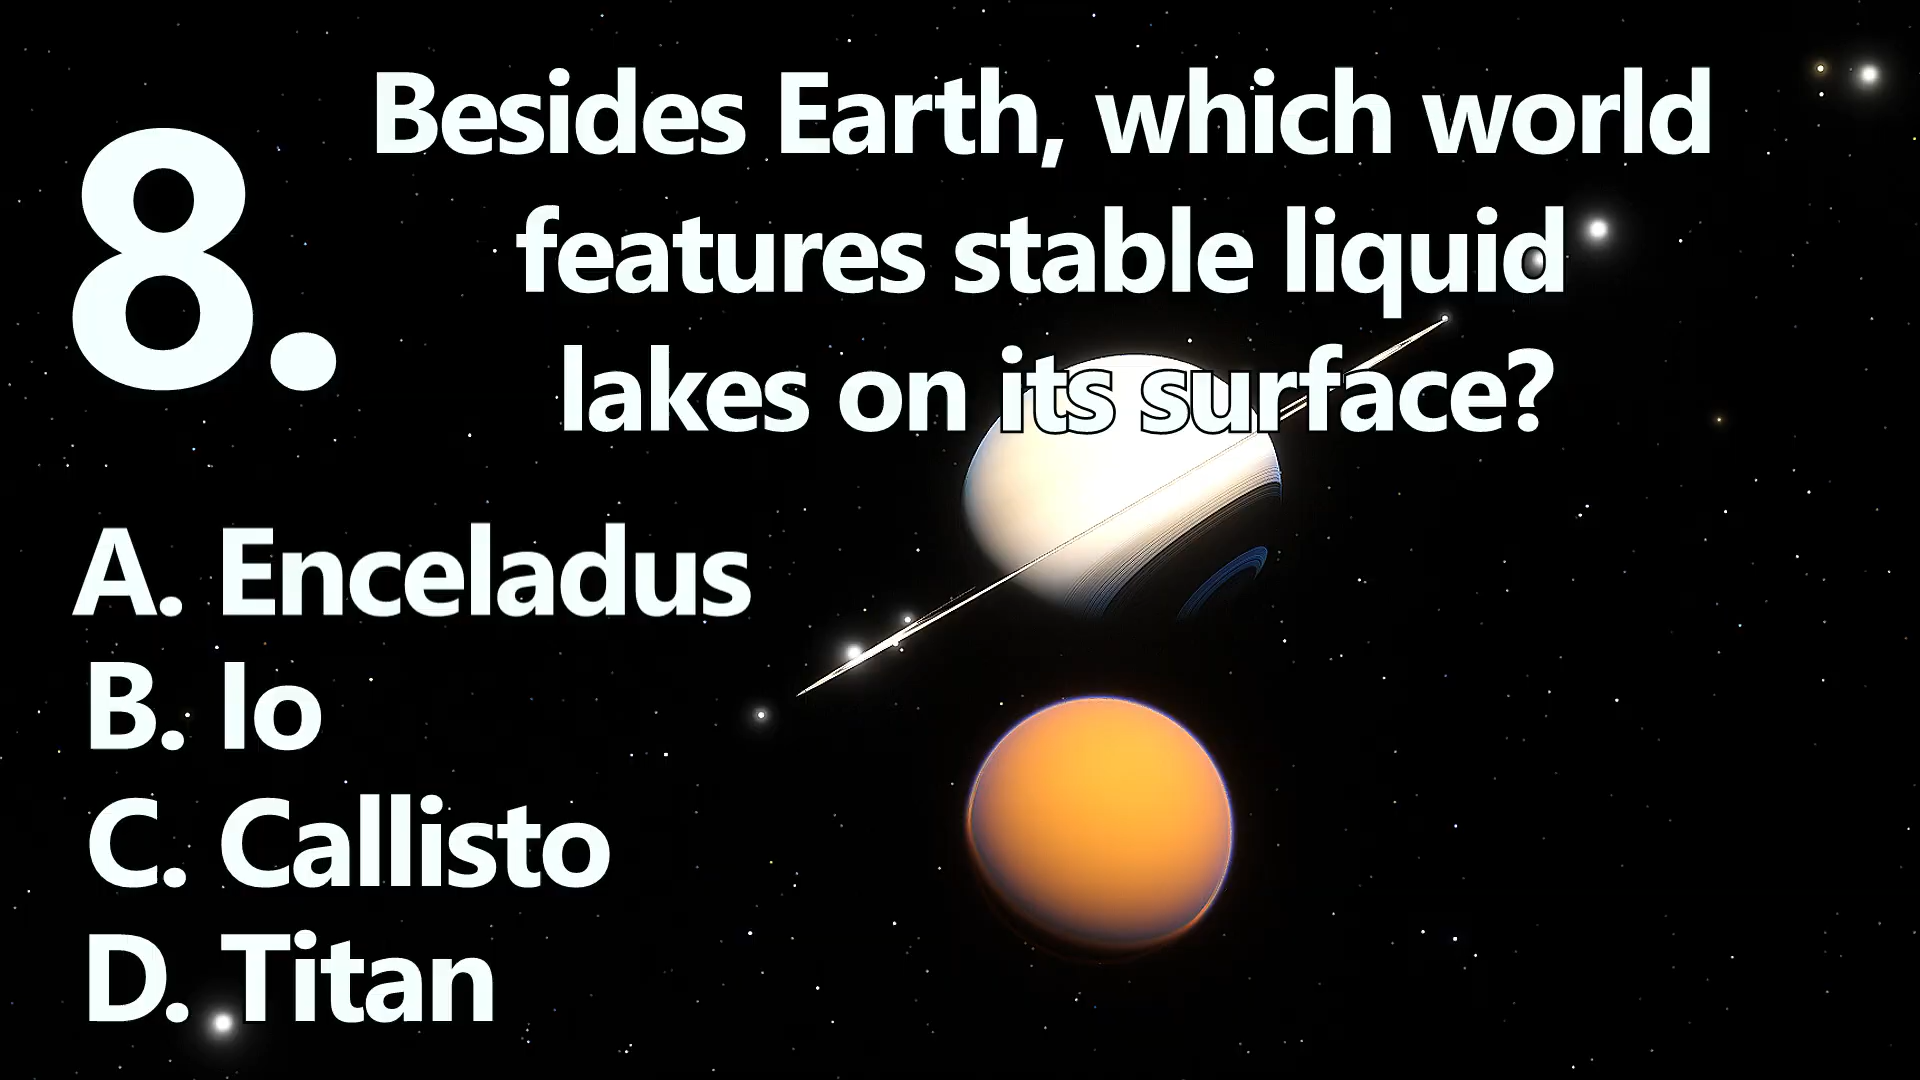 8.
Besides Earth, which world
features stable liquid
lakes on its surface?
A. Enceladus
B. Io
C. Callisto
D. Titan